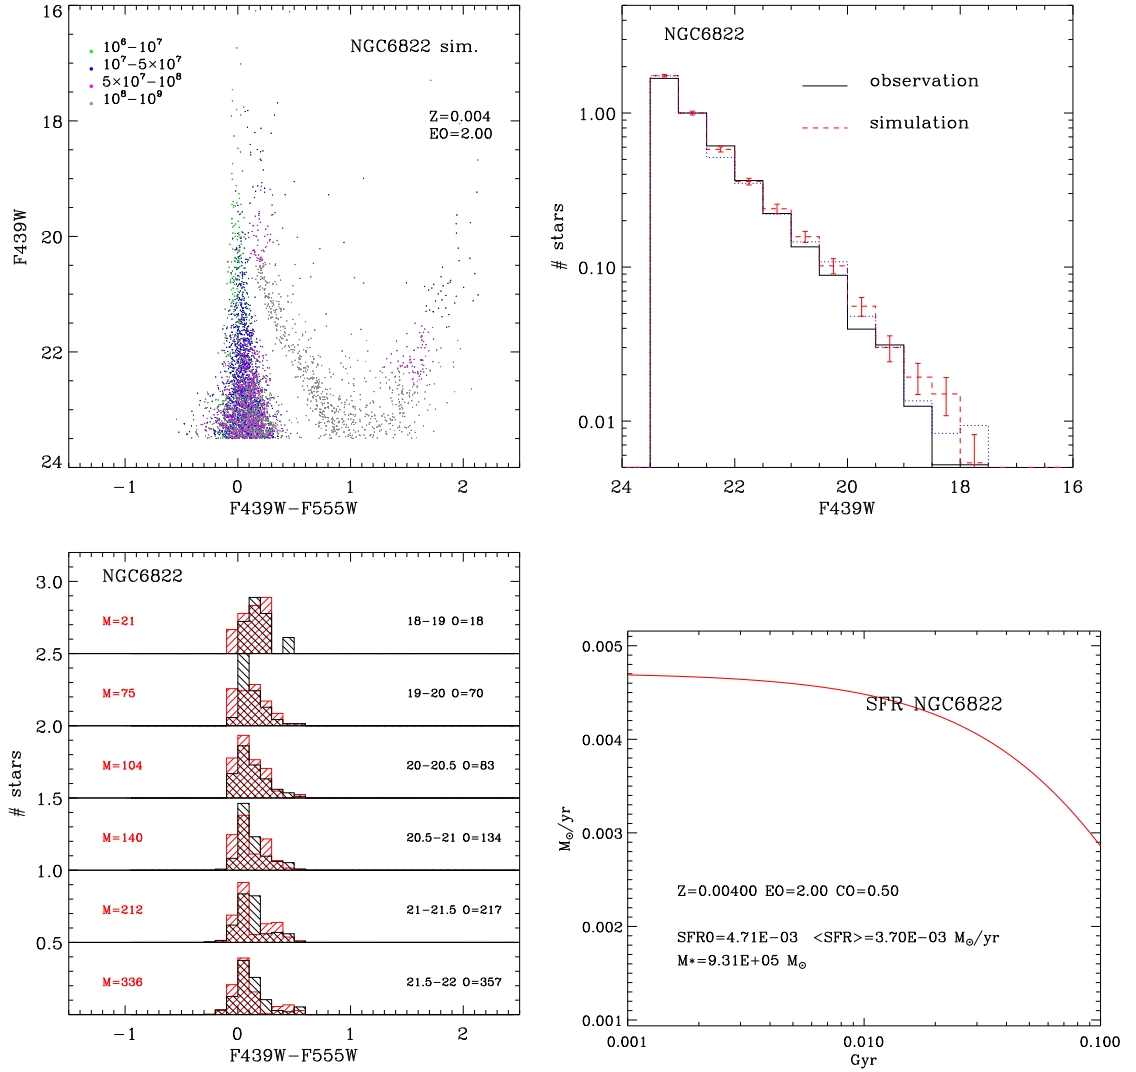 16
18
20
22
24
F439W
10⁶−10⁷
10⁷−5×10⁷
5×10⁷−10⁸
10⁸−10⁹
NGC6822 sim.
Z=0.004
EO=2.00
−1
0
1
2
F439W−F555W
NGC6822
observation
simulation
1.00
0.10
0.01
# stars
24
22
20
18
16
F439W
NGC6822
3.0
2.5
2.0
1.5
1.0
0.5
# stars
M=21
18−19 O=18
M=75
19−20 O=70
M=104
20−20.5 O=83
M=140
20.5−21 O=134
M=212
21−21.5 O=217
M=336
21.5−22 O=357
−1
0
1
2
F439W−F555W
0.005
0.004
0.003
0.002
0.001
M⊙/yr
SFR NGC6822
Z=0.00400 EO=2.00 CO=0.50
SFR0=4.71E−03 <SFR>=3.70E−03 M⊙/yr
M*=9.31E+05 M⊙
0.001
0.010
0.100
Gyr